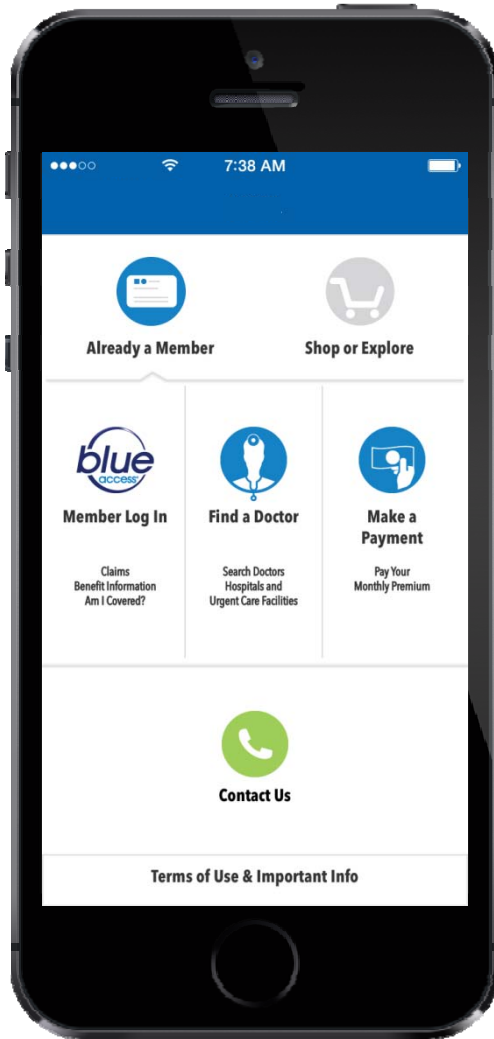 7:38 AM
Already a Member
Shop or Explore
blue
access
Member Log In
Claims
Benefit Information
Am I Covered?
Find a Doctor
Search Doctors
Hospitals and
Urgent Care Facilities
Make a
Payment
Pay Your
Monthly Premium
Contact Us
Terms of Use & Important Info